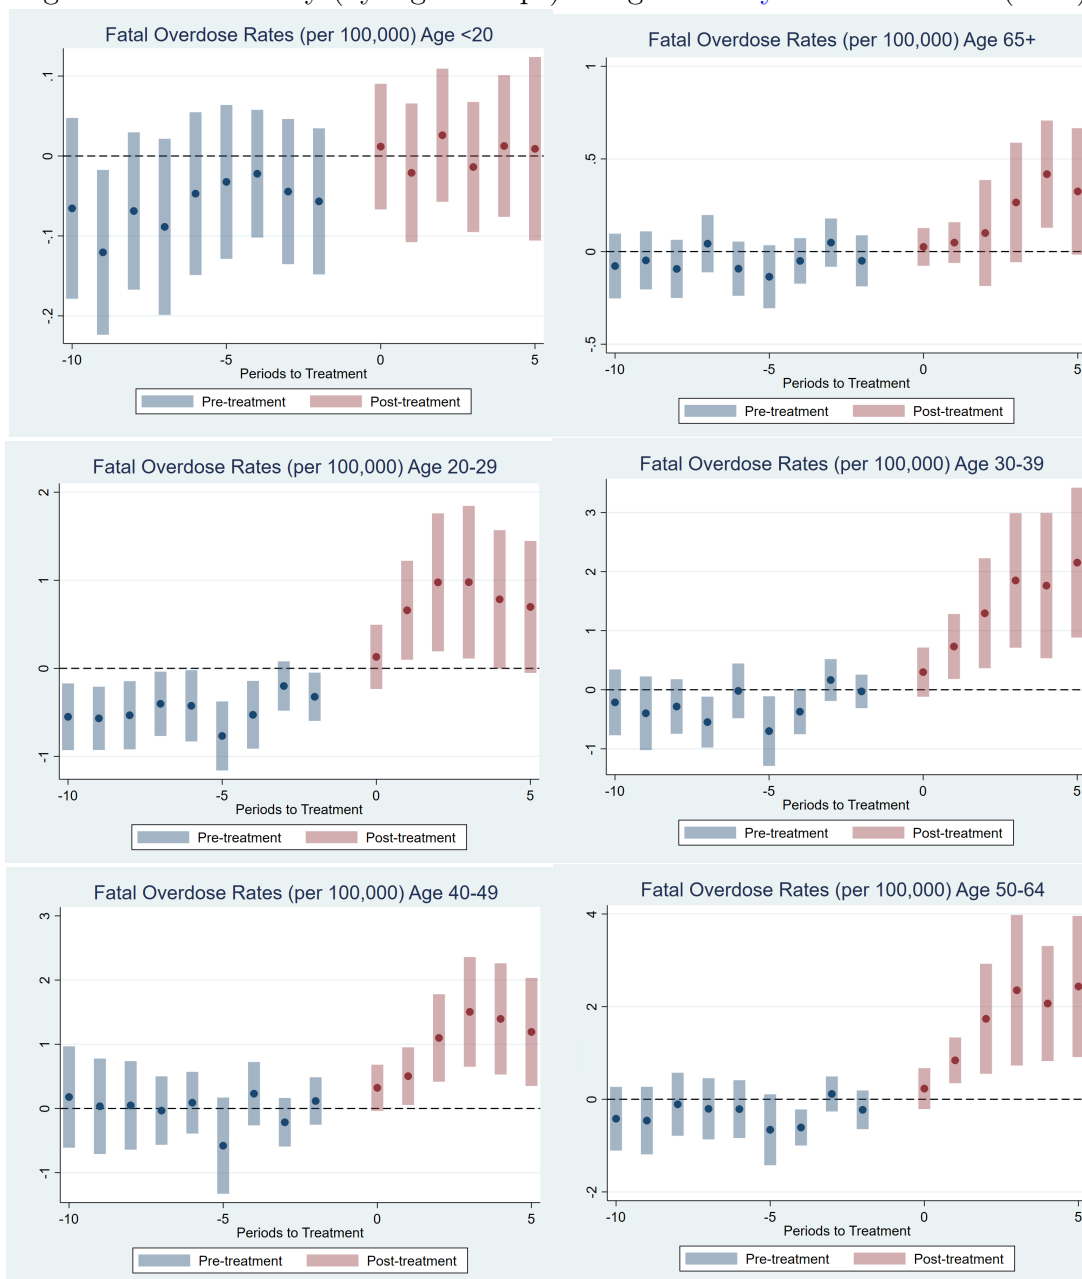 Fatal Overdose Rates (per 100,000) Age <20
.1
0
-.1
-.2
-10
-5
0
5
Periods to Treatment
Pre-treatment
Post-treatment
Fatal Overdose Rates (per 100,000) Age 65+
1
.5
0
-.5
-10
-5
0
5
Periods to Treatment
Pre-treatment
Post-treatment
Fatal Overdose Rates (per 100,000) Age 20-29
2
1
0
-1
-10
-5
0
5
Periods to Treatment
Pre-treatment
Post-treatment
Fatal Overdose Rates (per 100,000) Age 30-39
3
2
1
0
-1
-10
-5
0
5
Periods to Treatment
Pre-treatment
Post-treatment
Fatal Overdose Rates (per 100,000) Age 40-49
3
2
1
0
-1
-10
-5
0
5
Periods to Treatment
Pre-treatment
Post-treatment
Fatal Overdose Rates (per 100,000) Age 50-64
4
2
0
-2
-10
-5
0
5
Periods to Treatment
Pre-treatment
Post-treatment